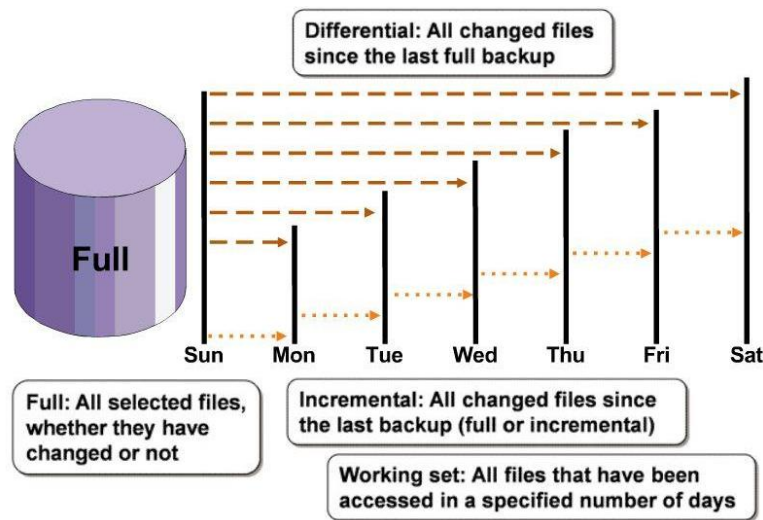 Differential: All changed files
since the last full backup
Full
Sun Mon Tue Wed Thu Fri Sat
Full: All selected files,
whether they have
changed or not
Incremental: All changed files since
the last backup (full or incremental)
Working set: All files that have been
accessed in a specified number of days